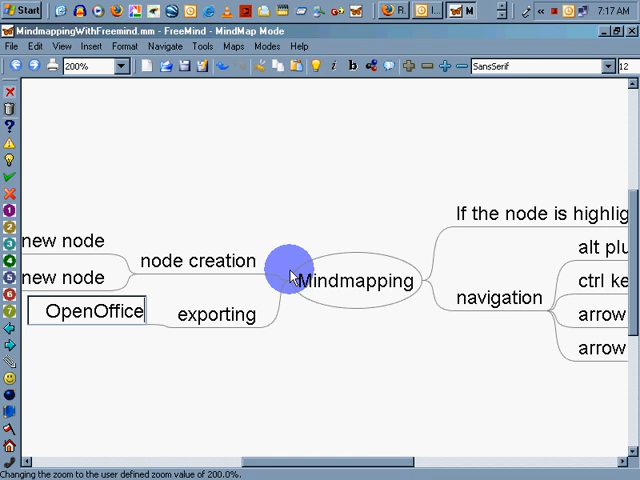 Start
R..
I...
M
7:17 AM
MindmappingWithFreemind.mm - FreeMind - MindMap Mode
File Edit View Insert Format Navigate Tools Maps Modes Help
200%
SansSerif
12
If the node is highlig
new node
node creation
alt plu
new node
Mindmapping
ctrl ke
navigation
OpenOffice
exporting
arrow
arrow
Changing the zoom to the user defined zoom value of 200.0%.